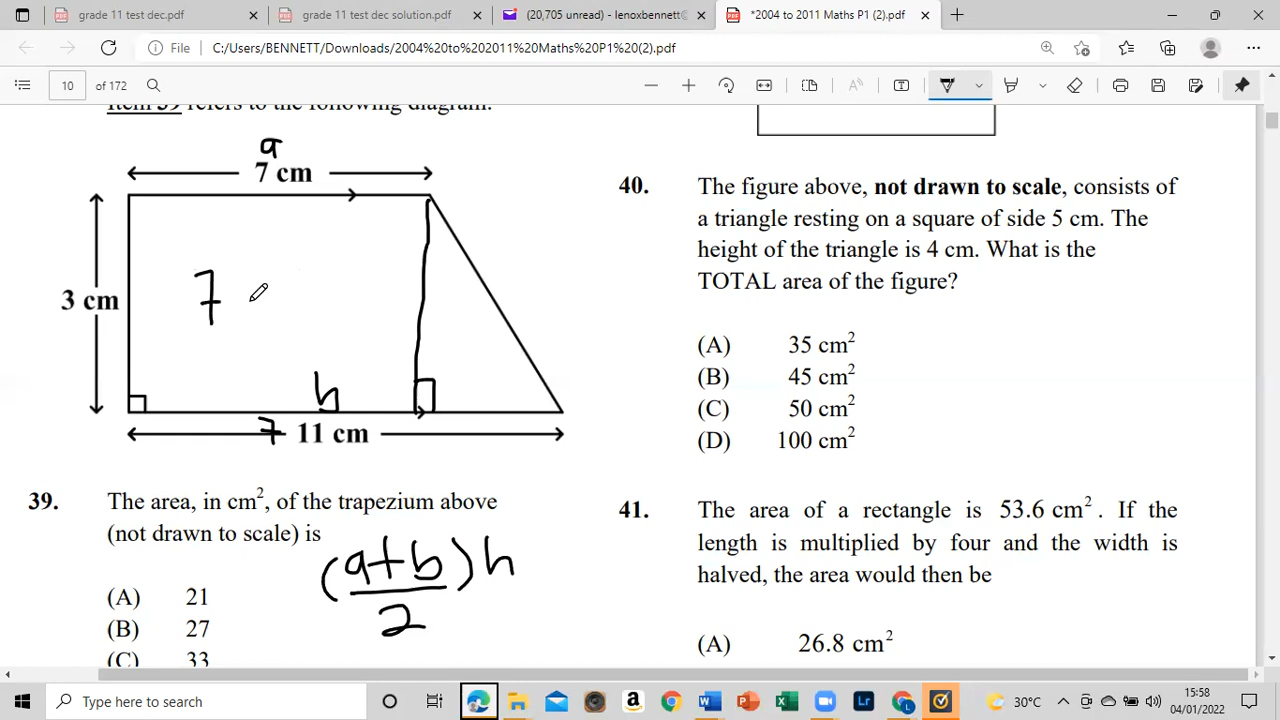 grade 11 test dec.pdf
grade 11 test dec solution.pdf
(20,705 unread) - lenoxbennett@
*2004 to 2011 Maths P1 (2).pdf
File
C:/Users/BENNETT/Downloads/2004%20to%202011%20Maths%20P1%20(2).pdf
10 of 172
Item 39 refers to the following diagram.
a
7 cm
3 cm
7
b
7
11 cm
39. The area, in cm², of the trapezium above
(not drawn to scale) is
(a+b)h
2
(A) 21
(B) 27
(C) 33
40. The figure above, not drawn to scale, consists of
a triangle resting on a square of side 5 cm. The
height of the triangle is 4 cm. What is the
TOTAL area of the figure?
(A) 35 cm²
(B) 45 cm²
(C) 50 cm²
(D) 100 cm²
41. The area of a rectangle is 53.6 cm². If the
length is multiplied by four and the width is
halved, the area would then be
(A) 26.8 cm²
Type here to search
30°C
15:58
04/01/2022